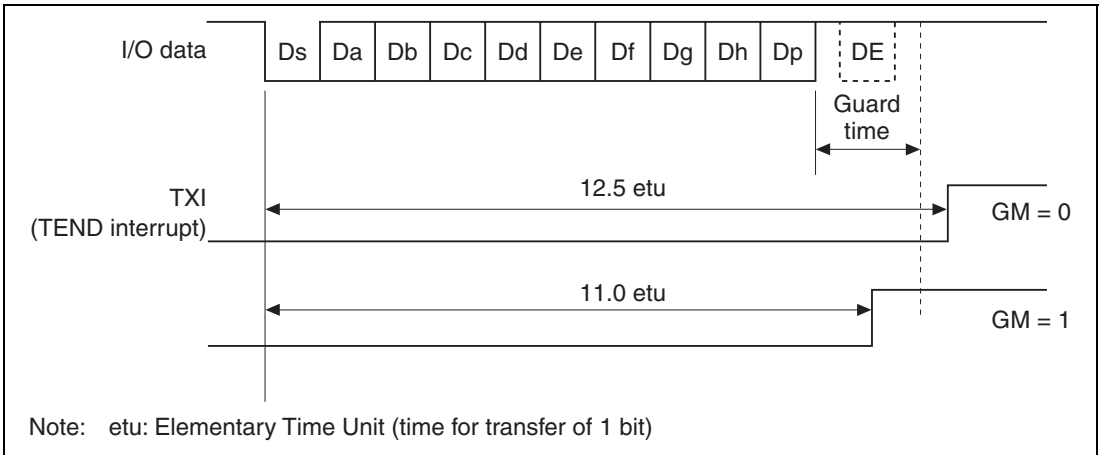 I/O data
Ds Da Db Dc Dd De Df Dg Dh Dp DE
Guard
time
TXI
(TEND interrupt)
12.5 etu
GM = 0
11.0 etu
GM = 1
Note: etu: Elementary Time Unit (time for transfer of 1 bit)